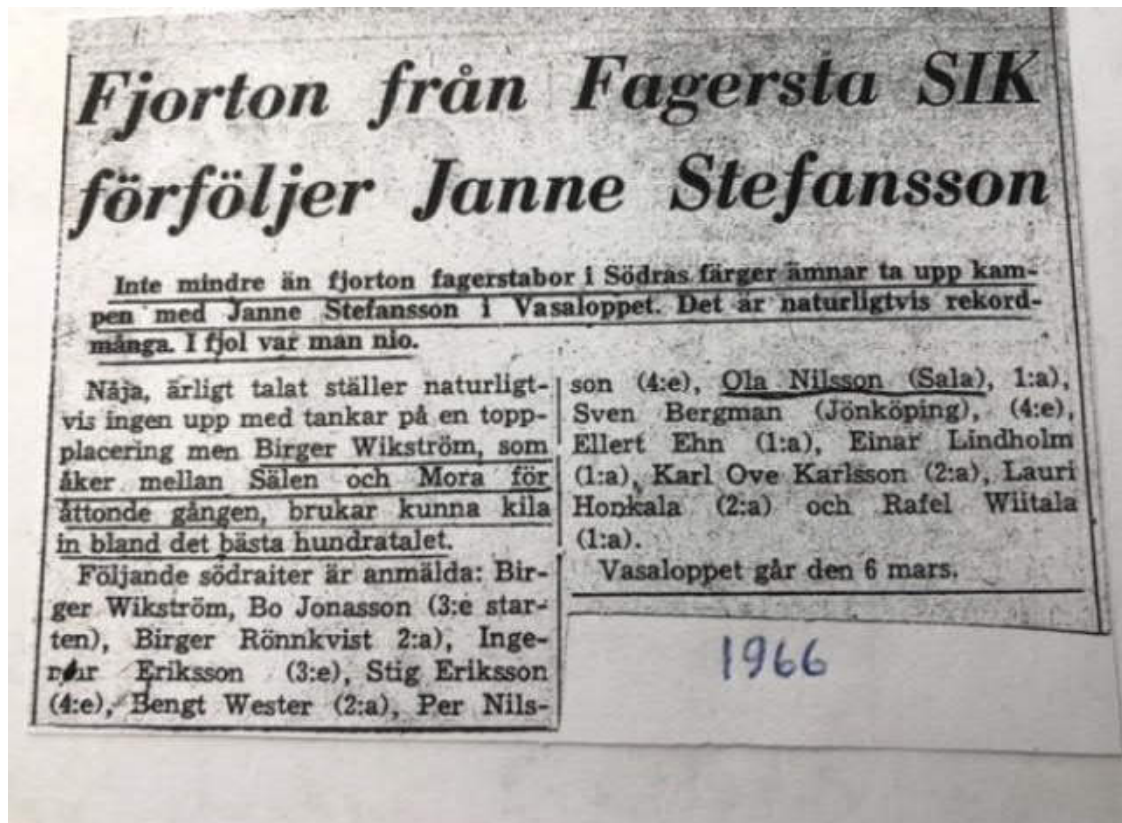 Fjorton från Fagersta SIK
förföljer Janne Stefansson
Inte mindre än fjorton fagerstabor i Södras färger ämnar ta upp kam-
pen med Janne Stefansson i Vasaloppet. Det är naturligtvis rekord-
många. I fjol var man nio.
Nåja, ärligt talat ställer naturligt-
vis ingen upp med tankar på en topp-
placering men Birger Wikström, som
åker mellan Sälen och Mora för
åttonde gången, brukar kunna kila
in bland det bästa hundratalet.
Följande södraiter är anmälda: Bir-
ger Wikström, Bo Jonasson (3:e star-
ten), Birger Rönnkvist 2:a), Inge-
mar Eriksson (3:e), Stig Eriksson
(4:e), Bengt Wester (2:a), Per Nils-
son (4:e), Ola Nilsson (Sala), 1:a),
Sven Bergman (Jönköping), (4:e),
Ellert Ehn (1:a), Einar Lindholm
(1:a), Karl Ove Karlsson (2:a), Lauri
Honkala (2:a) och Rafel Wiitala
(1:a).
Vasaloppet går den 6 mars.
1966